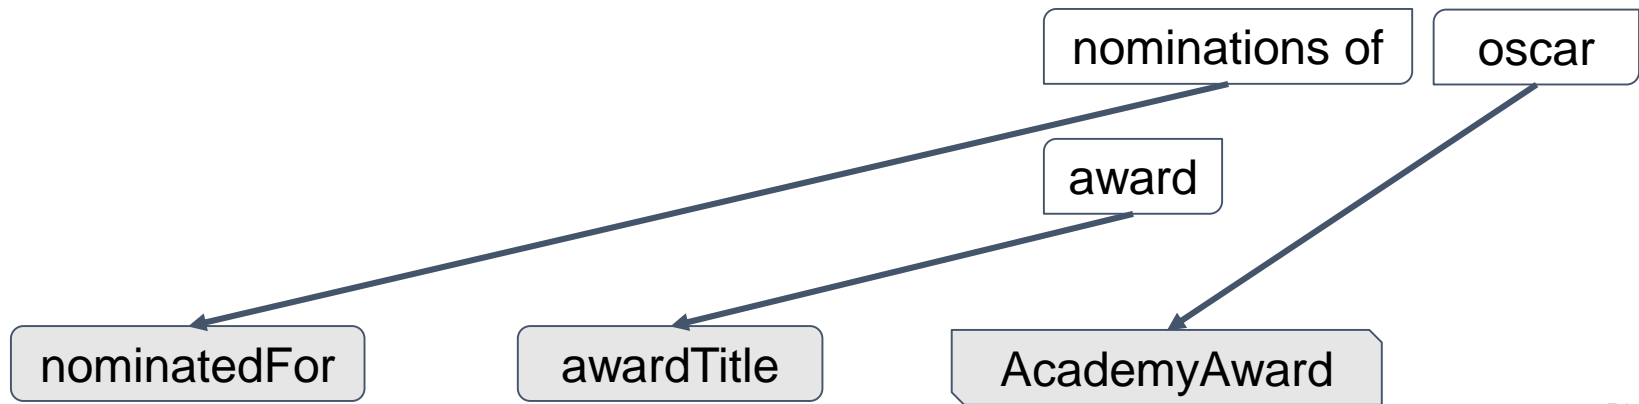 nominations of
oscar
award
nominatedFor
awardTitle
AcademyAward